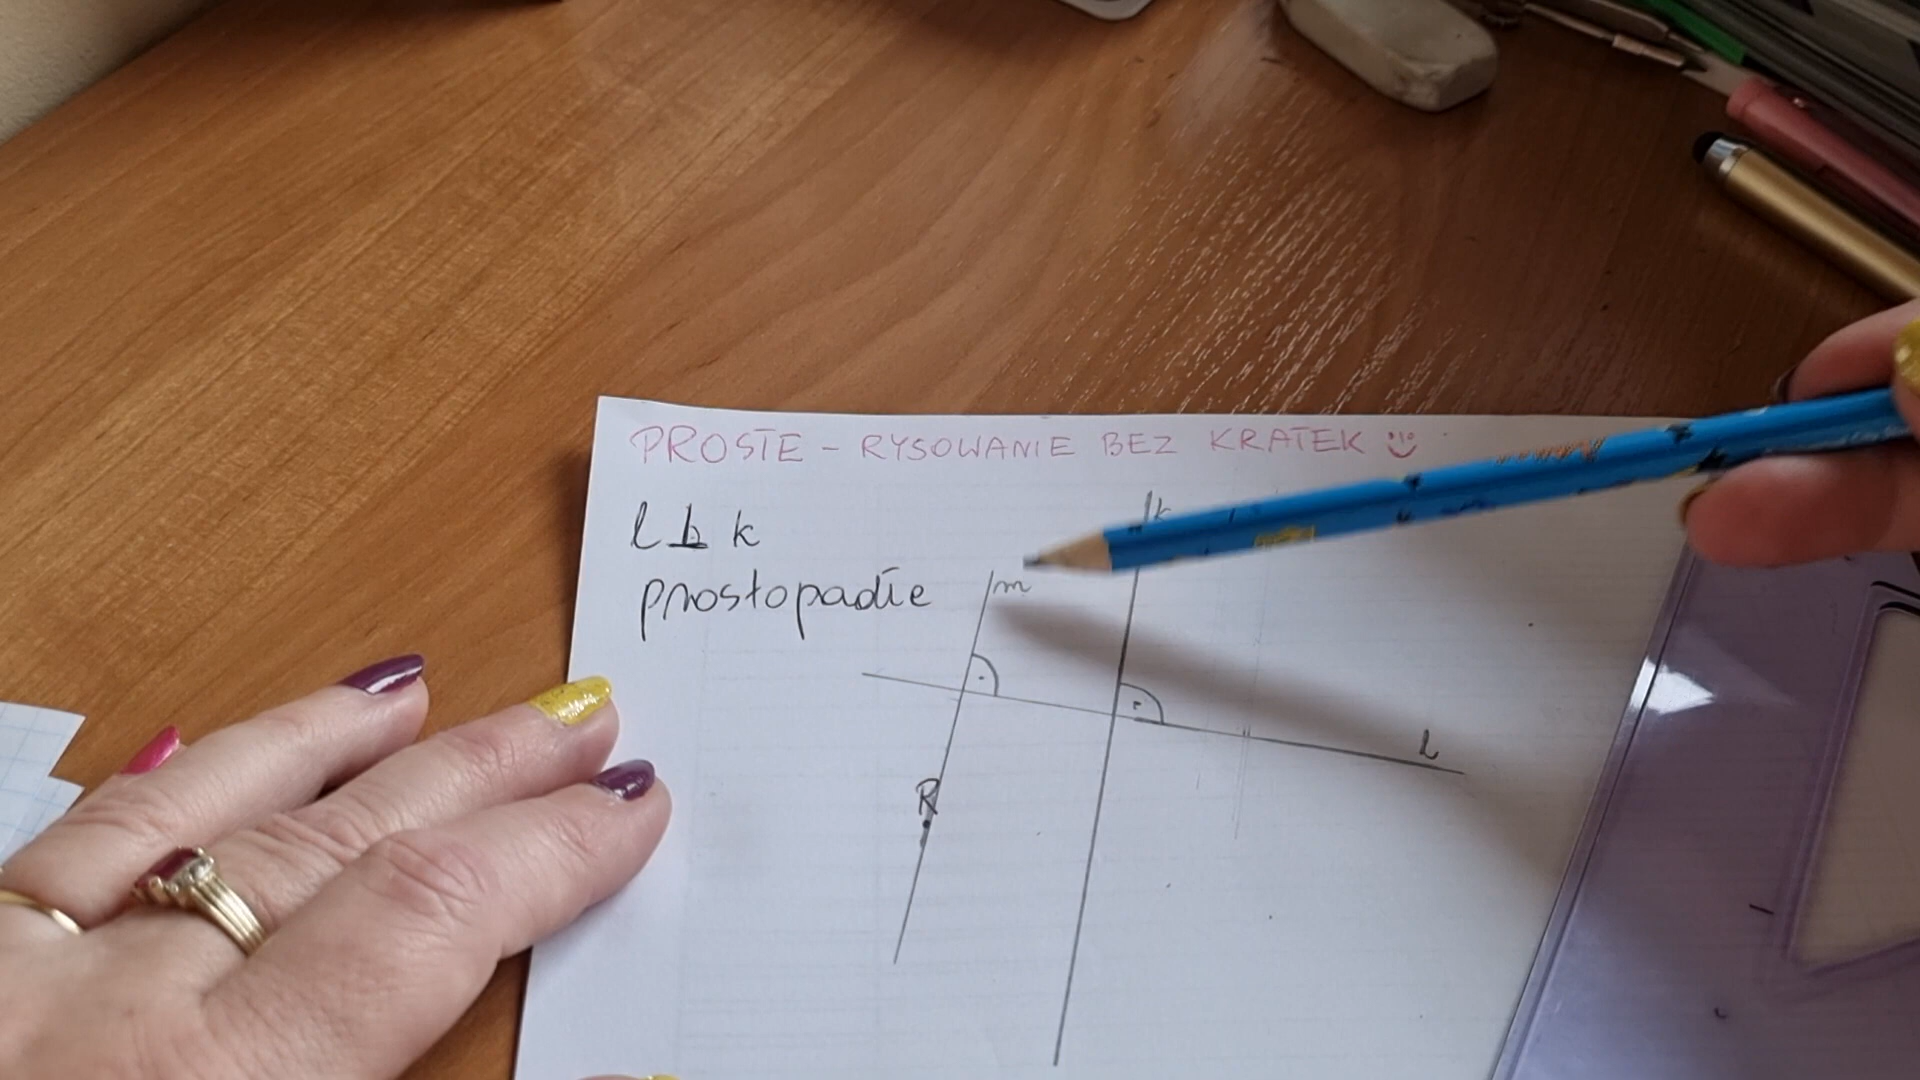 PROSTE - RYSOWANIE BEZ KRATEK
l ⊥ k
prostopadłe
k
m
l
R